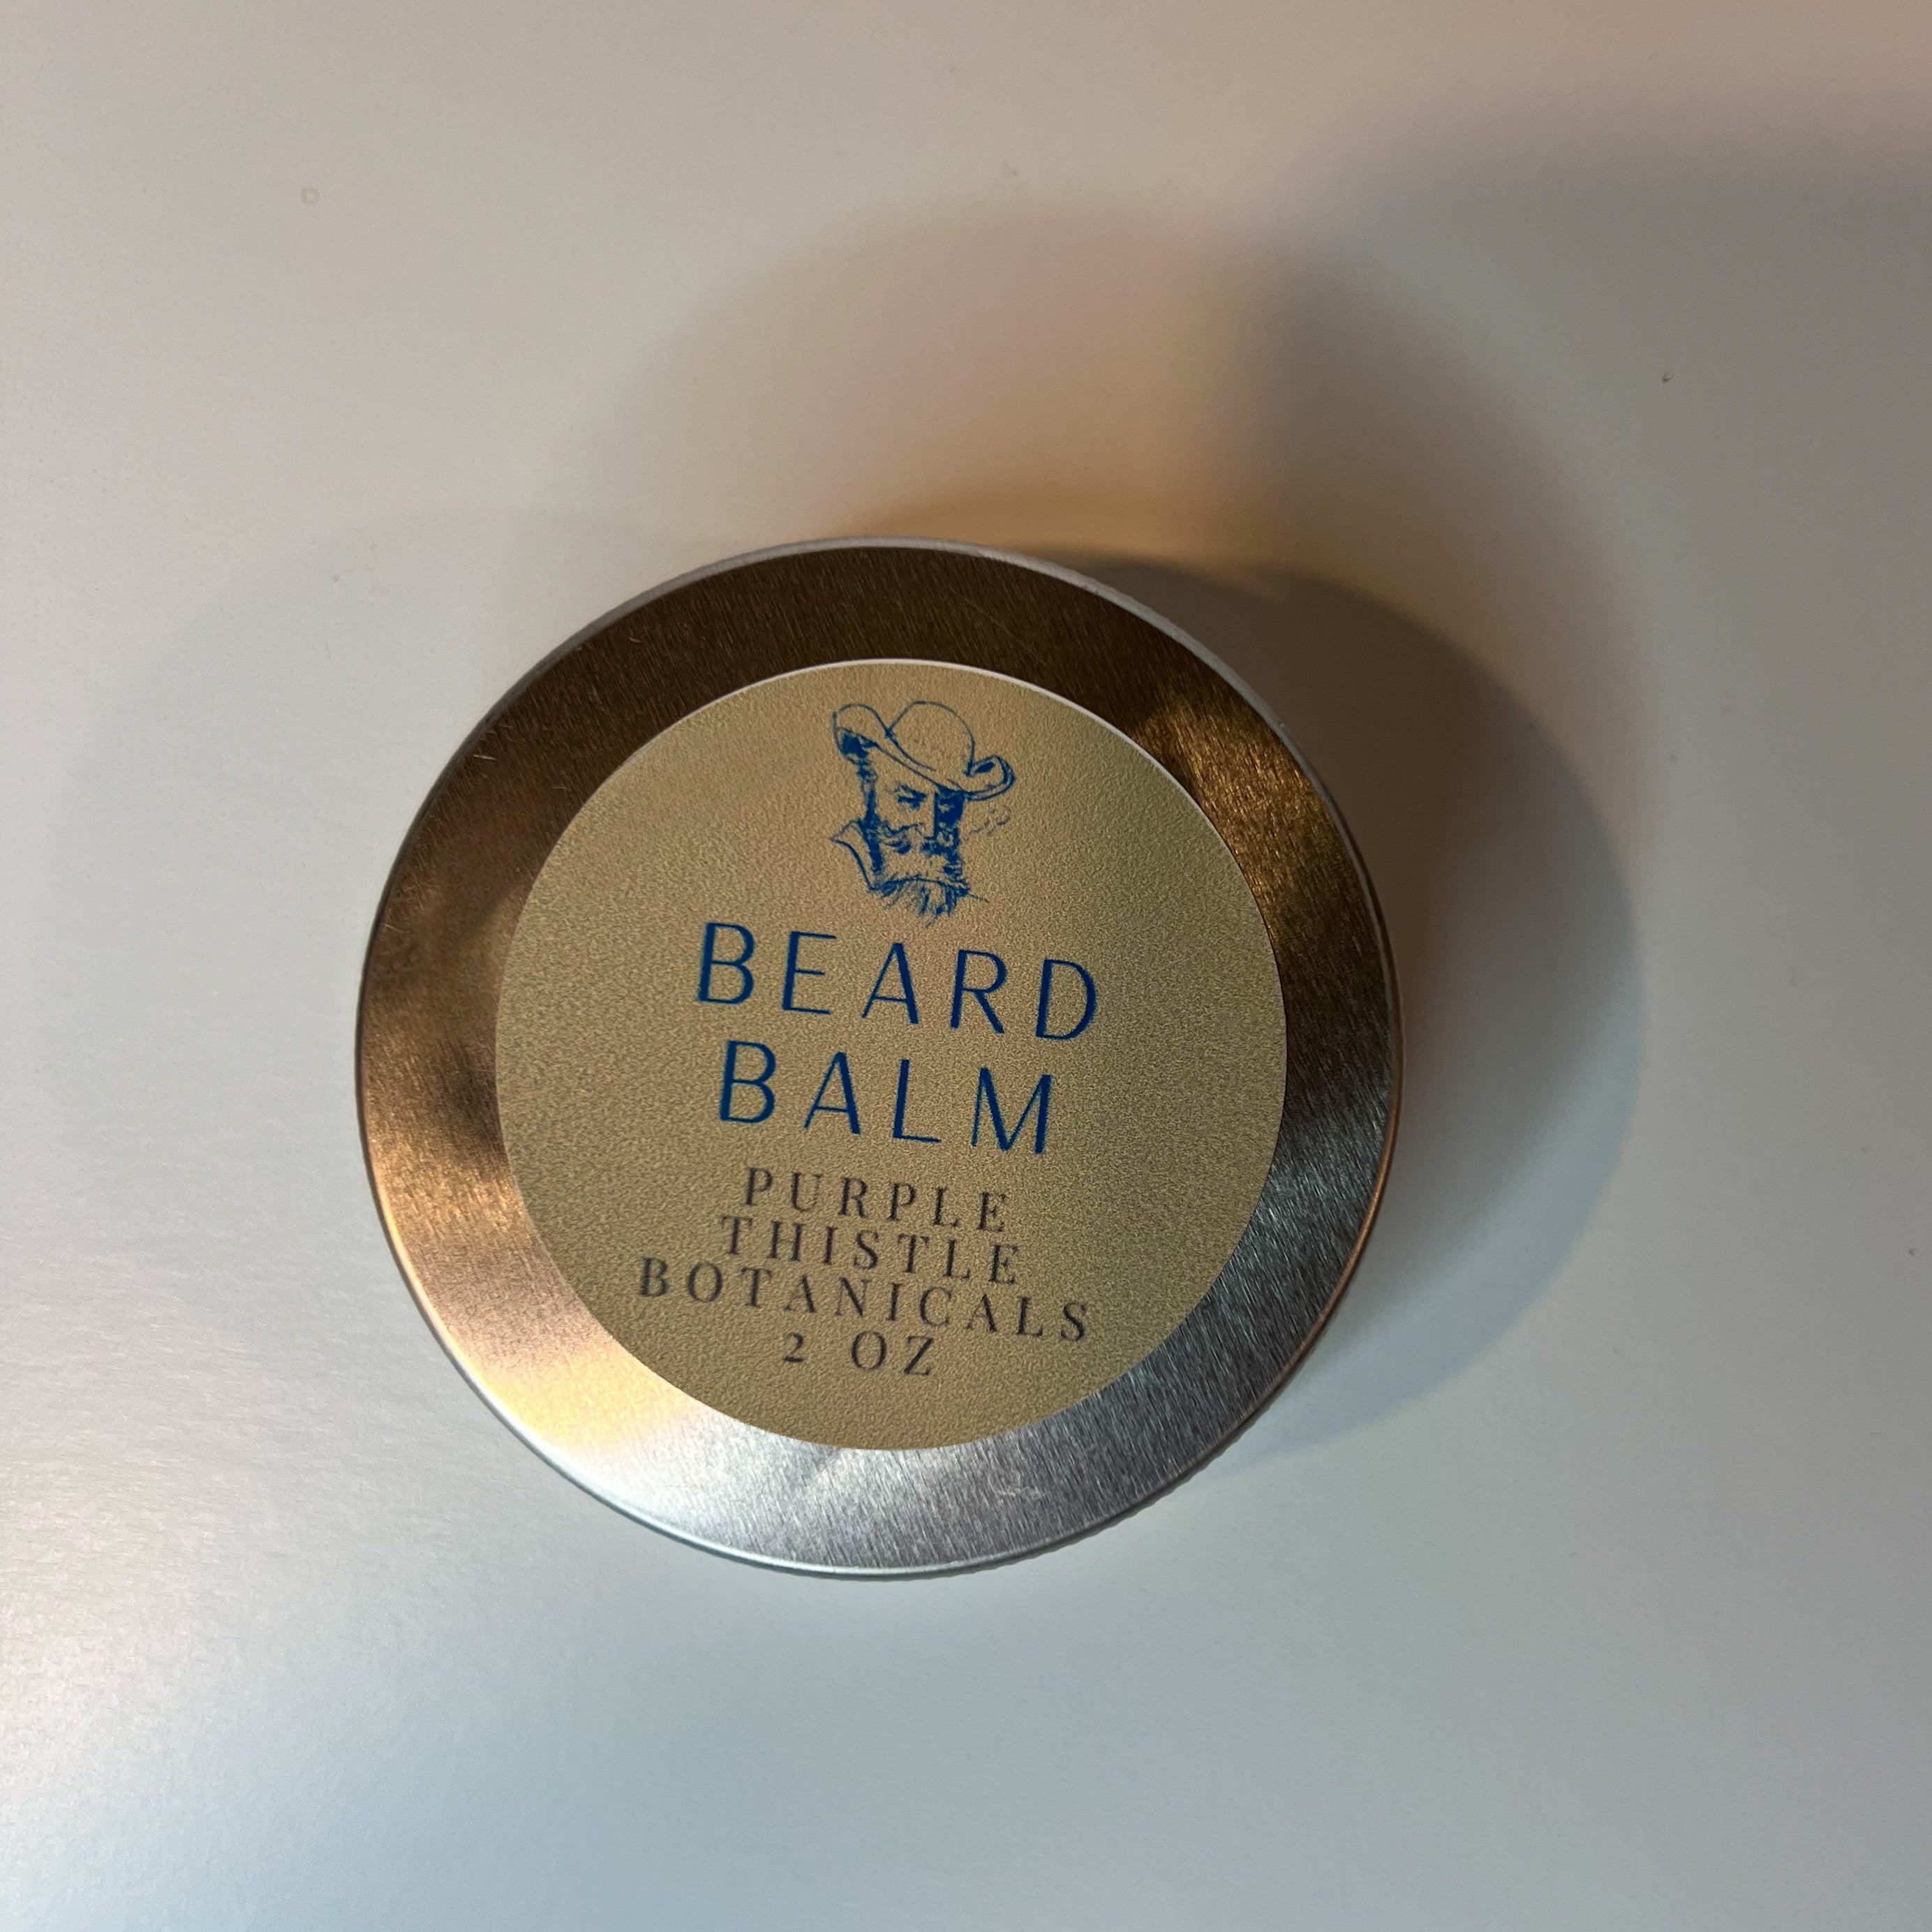 BEARD
BALM
PURPLE
THISTLE
BOTANICALS
2 OZ